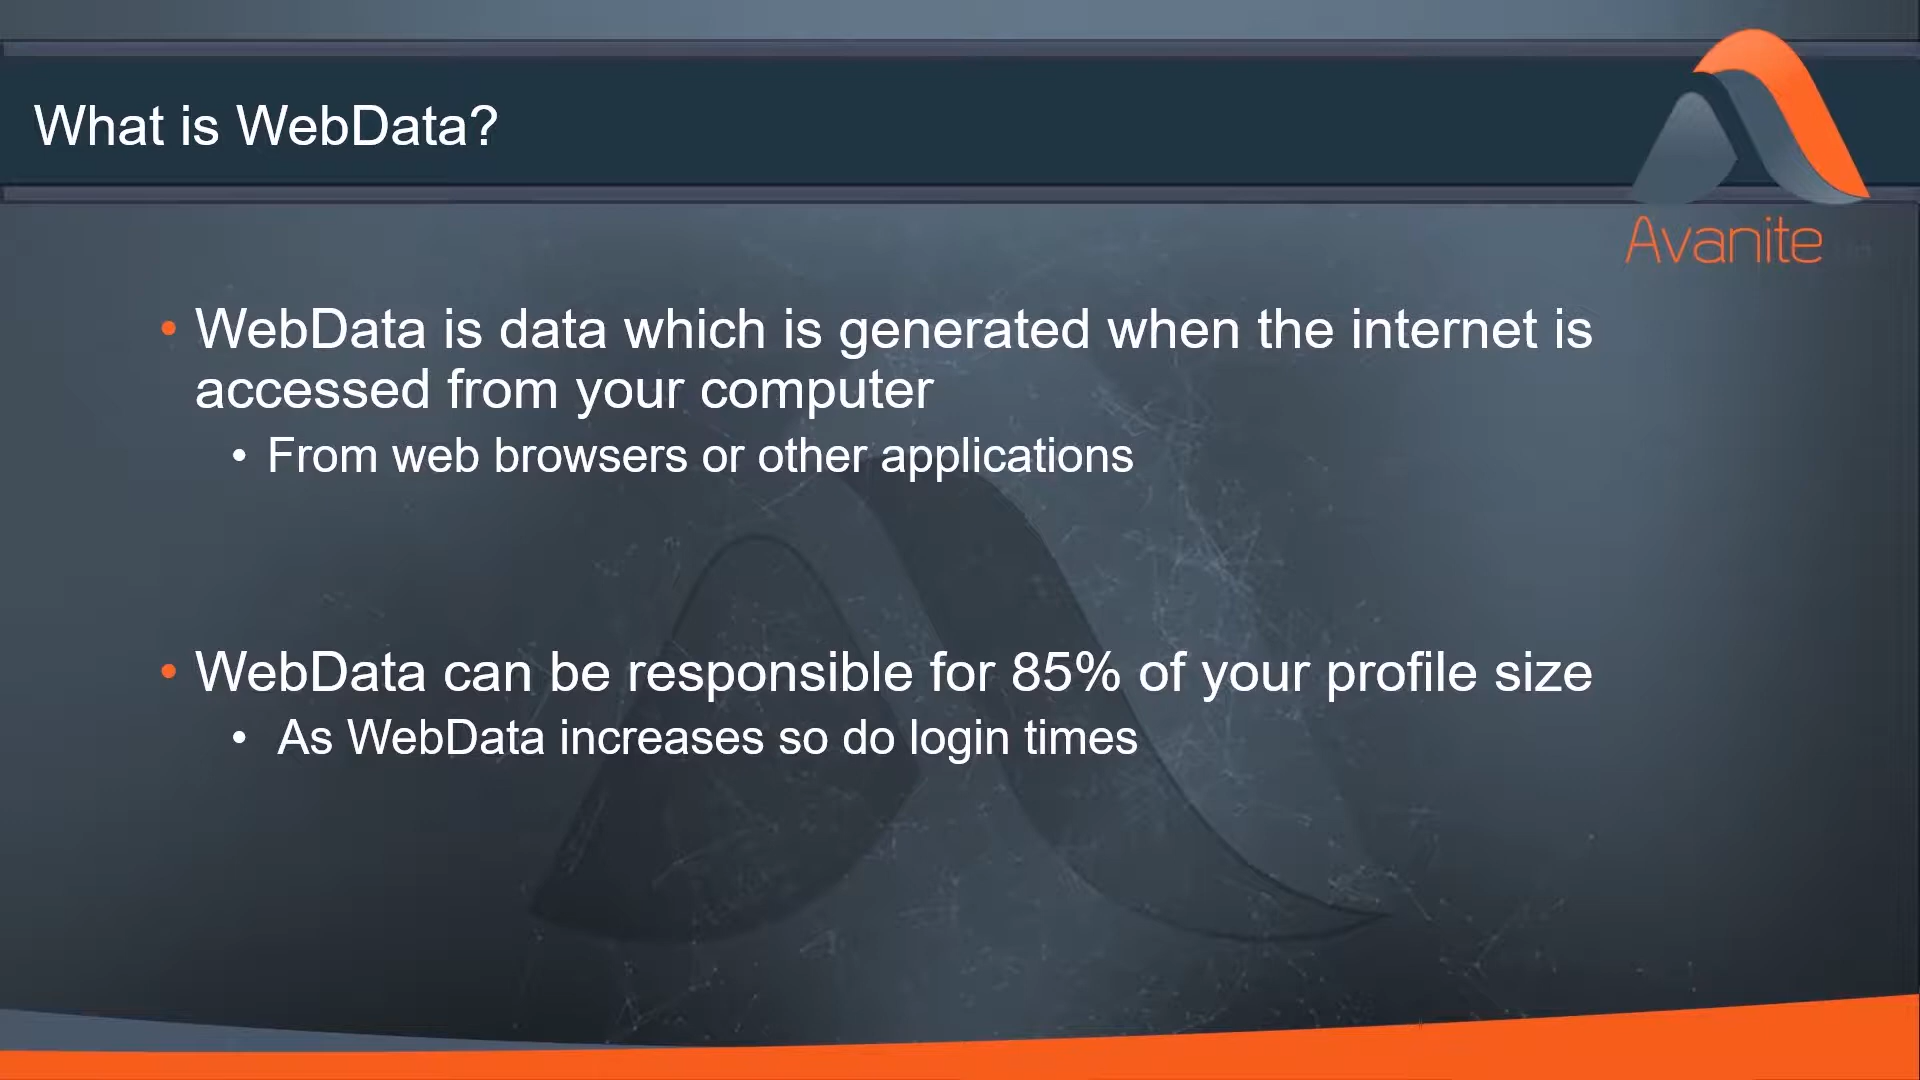 What is WebData?
Avanite
• WebData is data which is generated when the internet is
accessed from your computer
• From web browsers or other applications
• WebData can be responsible for 85% of your profile size
• As WebData increases so do login times